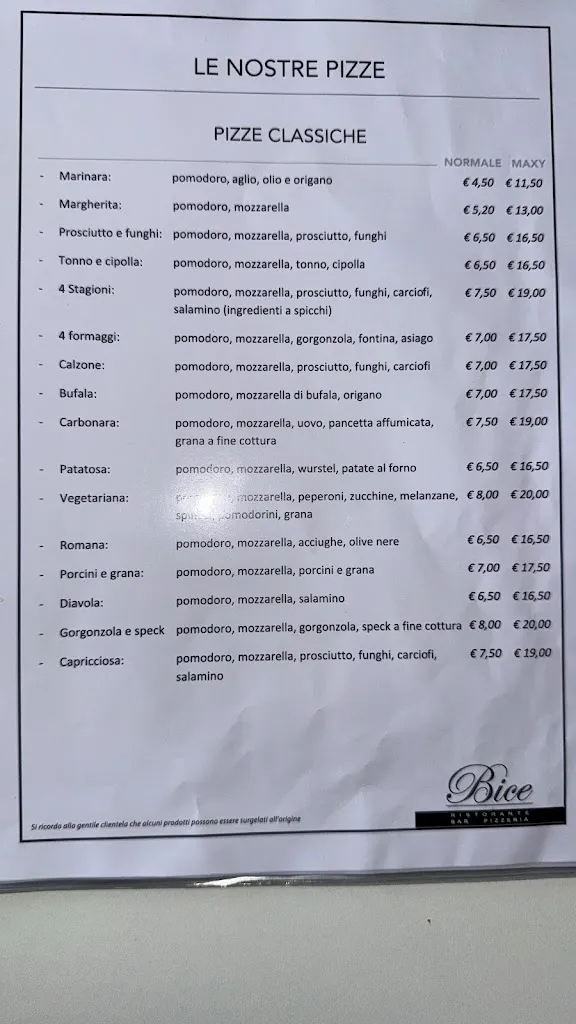 LE NOSTRE PIZZE
PIZZE CLASSICHE
NORMALE MAXY
- Marinara: pomodoro, aglio, olio e origano € 4,50 € 11,50
- Margherita: pomodoro, mozzarella € 5,20 € 13,00
- Prosciutto e funghi: pomodoro, mozzarella, prosciutto, funghi € 6,50 € 16,50
- Tonno e cipolla: pomodoro, mozzarella, tonno, cipolla € 6,50 € 16,50
- 4 Stagioni: pomodoro, mozzarella, prosciutto, funghi, carciofi, € 7,50 € 19,00
salamino (ingredienti a spicchi)
- 4 formaggi: pomodoro, mozzarella, gorgonzola, fontina, asiago € 7,00 € 17,50
- Calzone: pomodoro, mozzarella, prosciutto, funghi, carciofi € 7,00 € 17,50
- Bufala: pomodoro, mozzarella di bufala, origano € 7,00 € 17,50
- Carbonara: pomodoro, mozzarella, uovo, pancetta affumicata, € 7,50 € 19,00
grana a fine cottura
- Patatosa: pomodoro, mozzarella, wurstel, patate al forno € 6,50 € 16,50
- Vegetariana: mozzarella, peperoni, zucchine, melanzane, € 8,00 € 20,00
pomodorini, grana
- Romana: pomodoro, mozzarella, acciughe, olive nere € 6,50 € 16,50
- Porcini e grana: pomodoro, mozzarella, porcini e grana € 7,00 € 17,50
- Diavola: pomodoro, mozzarella, salamino € 6,50 € 16,50
- Gorgonzola e speck pomodoro, mozzarella, gorgonzola, speck a fine cottura € 8,00 € 20,00
- Capricciosa: pomodoro, mozzarella, prosciutto, funghi, carciofi, € 7,50 € 19,00
salamino
Bice
RISTORANTE
BAR PIZZERIA
Si ricorda alla gentile clientela che alcuni prodotti possono essere surgelati all'origine